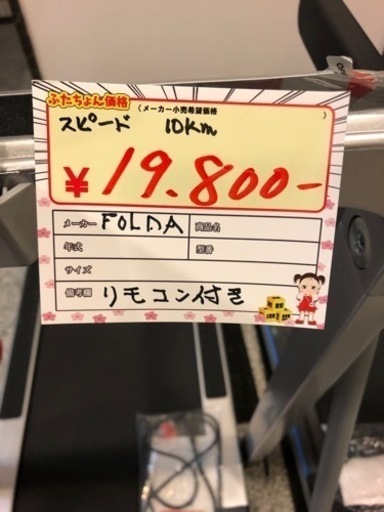 ふたちょん価格
(メーカー小売希望価格 )
スピード 10Km
¥19.800-
メーカー FOLDA 商品名
年式 型番
サイズ
備考欄 リモコン付き